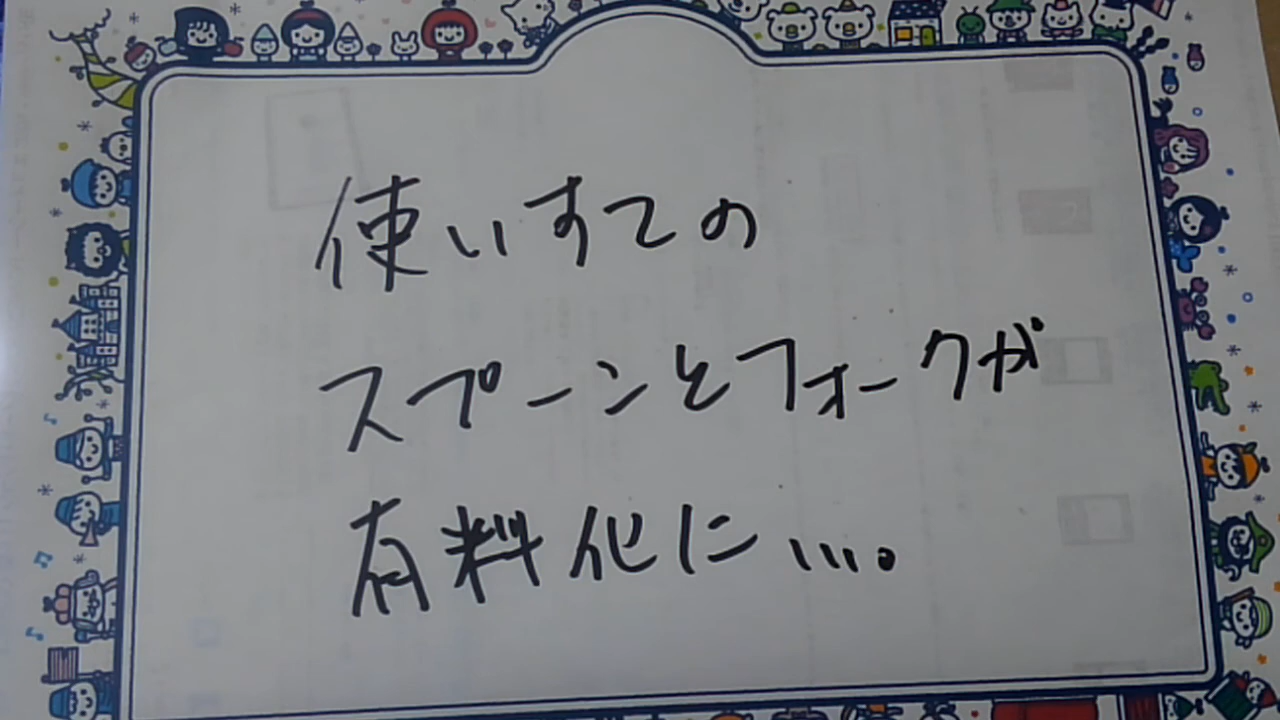 使いすての
スプーンとフォークが
有料化に…。